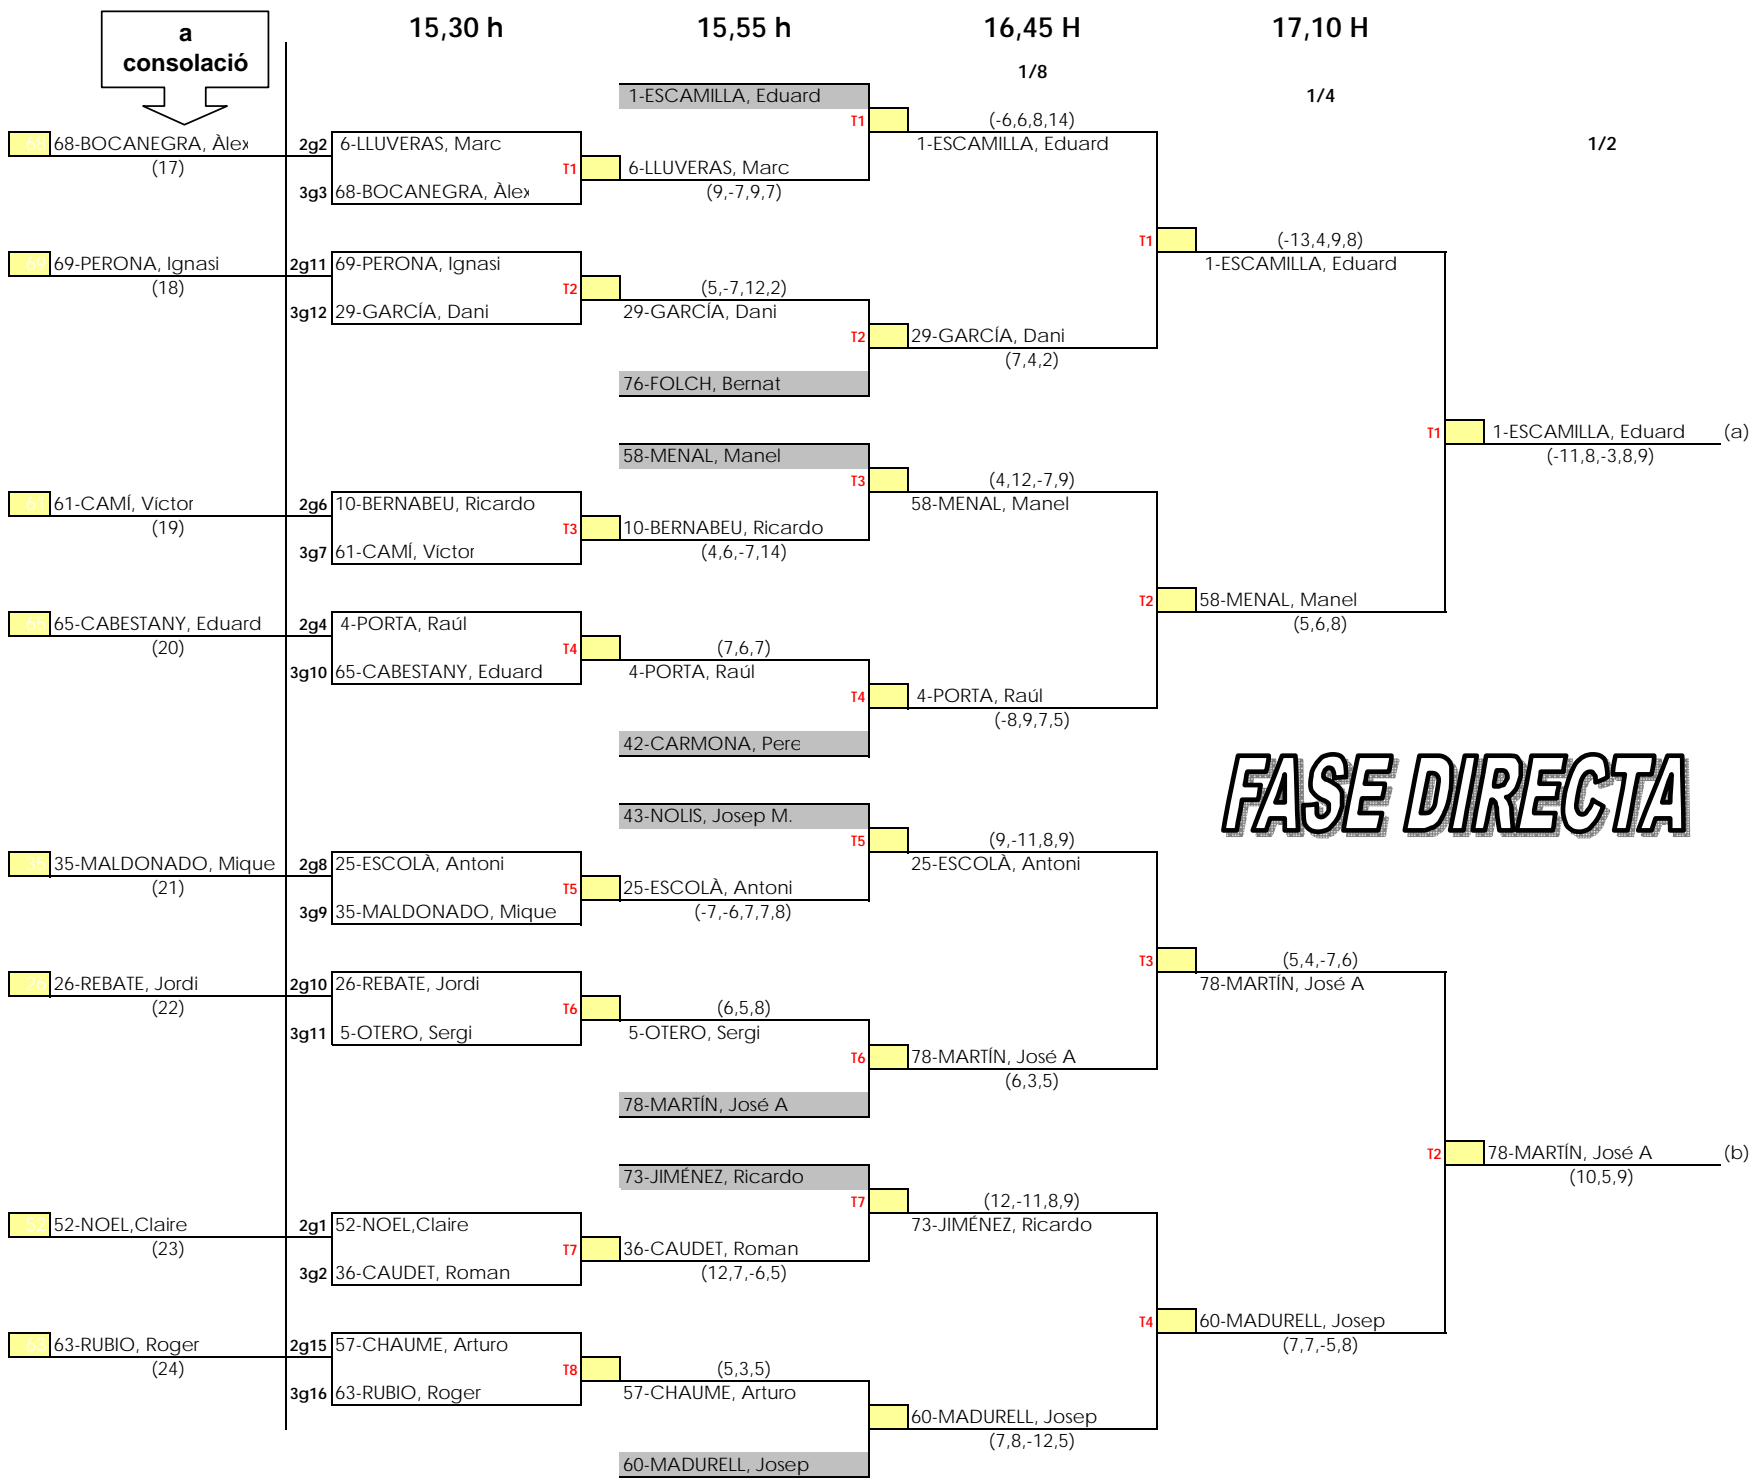 a
consolació
15,30 h
15,55 h
16,45 H
17,10 H
1/8
1/4
1/2
1-ESCAMILLA, Eduard
T1
(-6,6,8,14)
1-ESCAMILLA, Eduard
68-BOCANEGRA, Àlex
(17)
2g2
6-LLUVERAS, Marc
T1
6-LLUVERAS, Marc
(9,-7,9,7)
3g3
68-BOCANEGRA, Àlex
T1
(-13,4,9,8)
1-ESCAMILLA, Eduard
69-PERONA, Ignasi
(18)
2g11
69-PERONA, Ignasi
T2
(5,-7,12,2)
29-GARCÍA, Dani
3g12
29-GARCÍA, Dani
T2
29-GARCÍA, Dani
(7,4,2)
76-FOLCH, Bernat
T1
1-ESCAMILLA, Eduard
(a)
(-11,8,-3,8,9)
58-MENAL, Manel
T3
(4,12,-7,9)
58-MENAL, Manel
61-CAMÍ, Víctor
(19)
2g6
10-BERNABEU, Ricardo
T3
10-BERNABEU, Ricardo
(4,6,-7,14)
3g7
61-CAMÍ, Víctor
T2
58-MENAL, Manel
(5,6,8)
65-CABESTANY, Eduard
(20)
2g4
4-PORTA, Raúl
T4
(7,6,7)
4-PORTA, Raúl
3g10
65-CABESTANY, Eduard
T4
4-PORTA, Raúl
(-8,9,7,5)
42-CARMONA, Pere
FASE DIRECTA
43-NOLIS, Josep M.
T5
(9,-11,8,9)
25-ESCOLÀ, Antoni
35-MALDONADO, Mique
(21)
2g8
25-ESCOLÀ, Antoni
T5
25-ESCOLÀ, Antoni
(-7,-6,7,7,8)
3g9
35-MALDONADO, Mique
T3
(5,4,-7,6)
78-MARTÍN, José A
26-REBATE, Jordi
(22)
2g10
26-REBATE, Jordi
T6
(6,5,8)
5-OTERO, Sergi
3g11
5-OTERO, Sergi
T6
78-MARTÍN, José A
(6,3,5)
78-MARTÍN, José A
T2
78-MARTÍN, José A
(b)
(10,5,9)
73-JIMÉNEZ, Ricardo
T7
(12,-11,8,9)
73-JIMÉNEZ, Ricardo
52-NOEL,Claire
(23)
2g1
52-NOEL,Claire
T7
36-CAUDET, Roman
(12,7,-6,5)
3g2
36-CAUDET, Roman
T4
60-MADURELL, Josep
(7,7,-5,8)
63-RUBIO, Roger
(24)
2g15
57-CHAUME, Arturo
T8
(5,3,5)
57-CHAUME, Arturo
3g16
63-RUBIO, Roger
60-MADURELL, Josep
(7,8,-12,5)
60-MADURELL, Josep